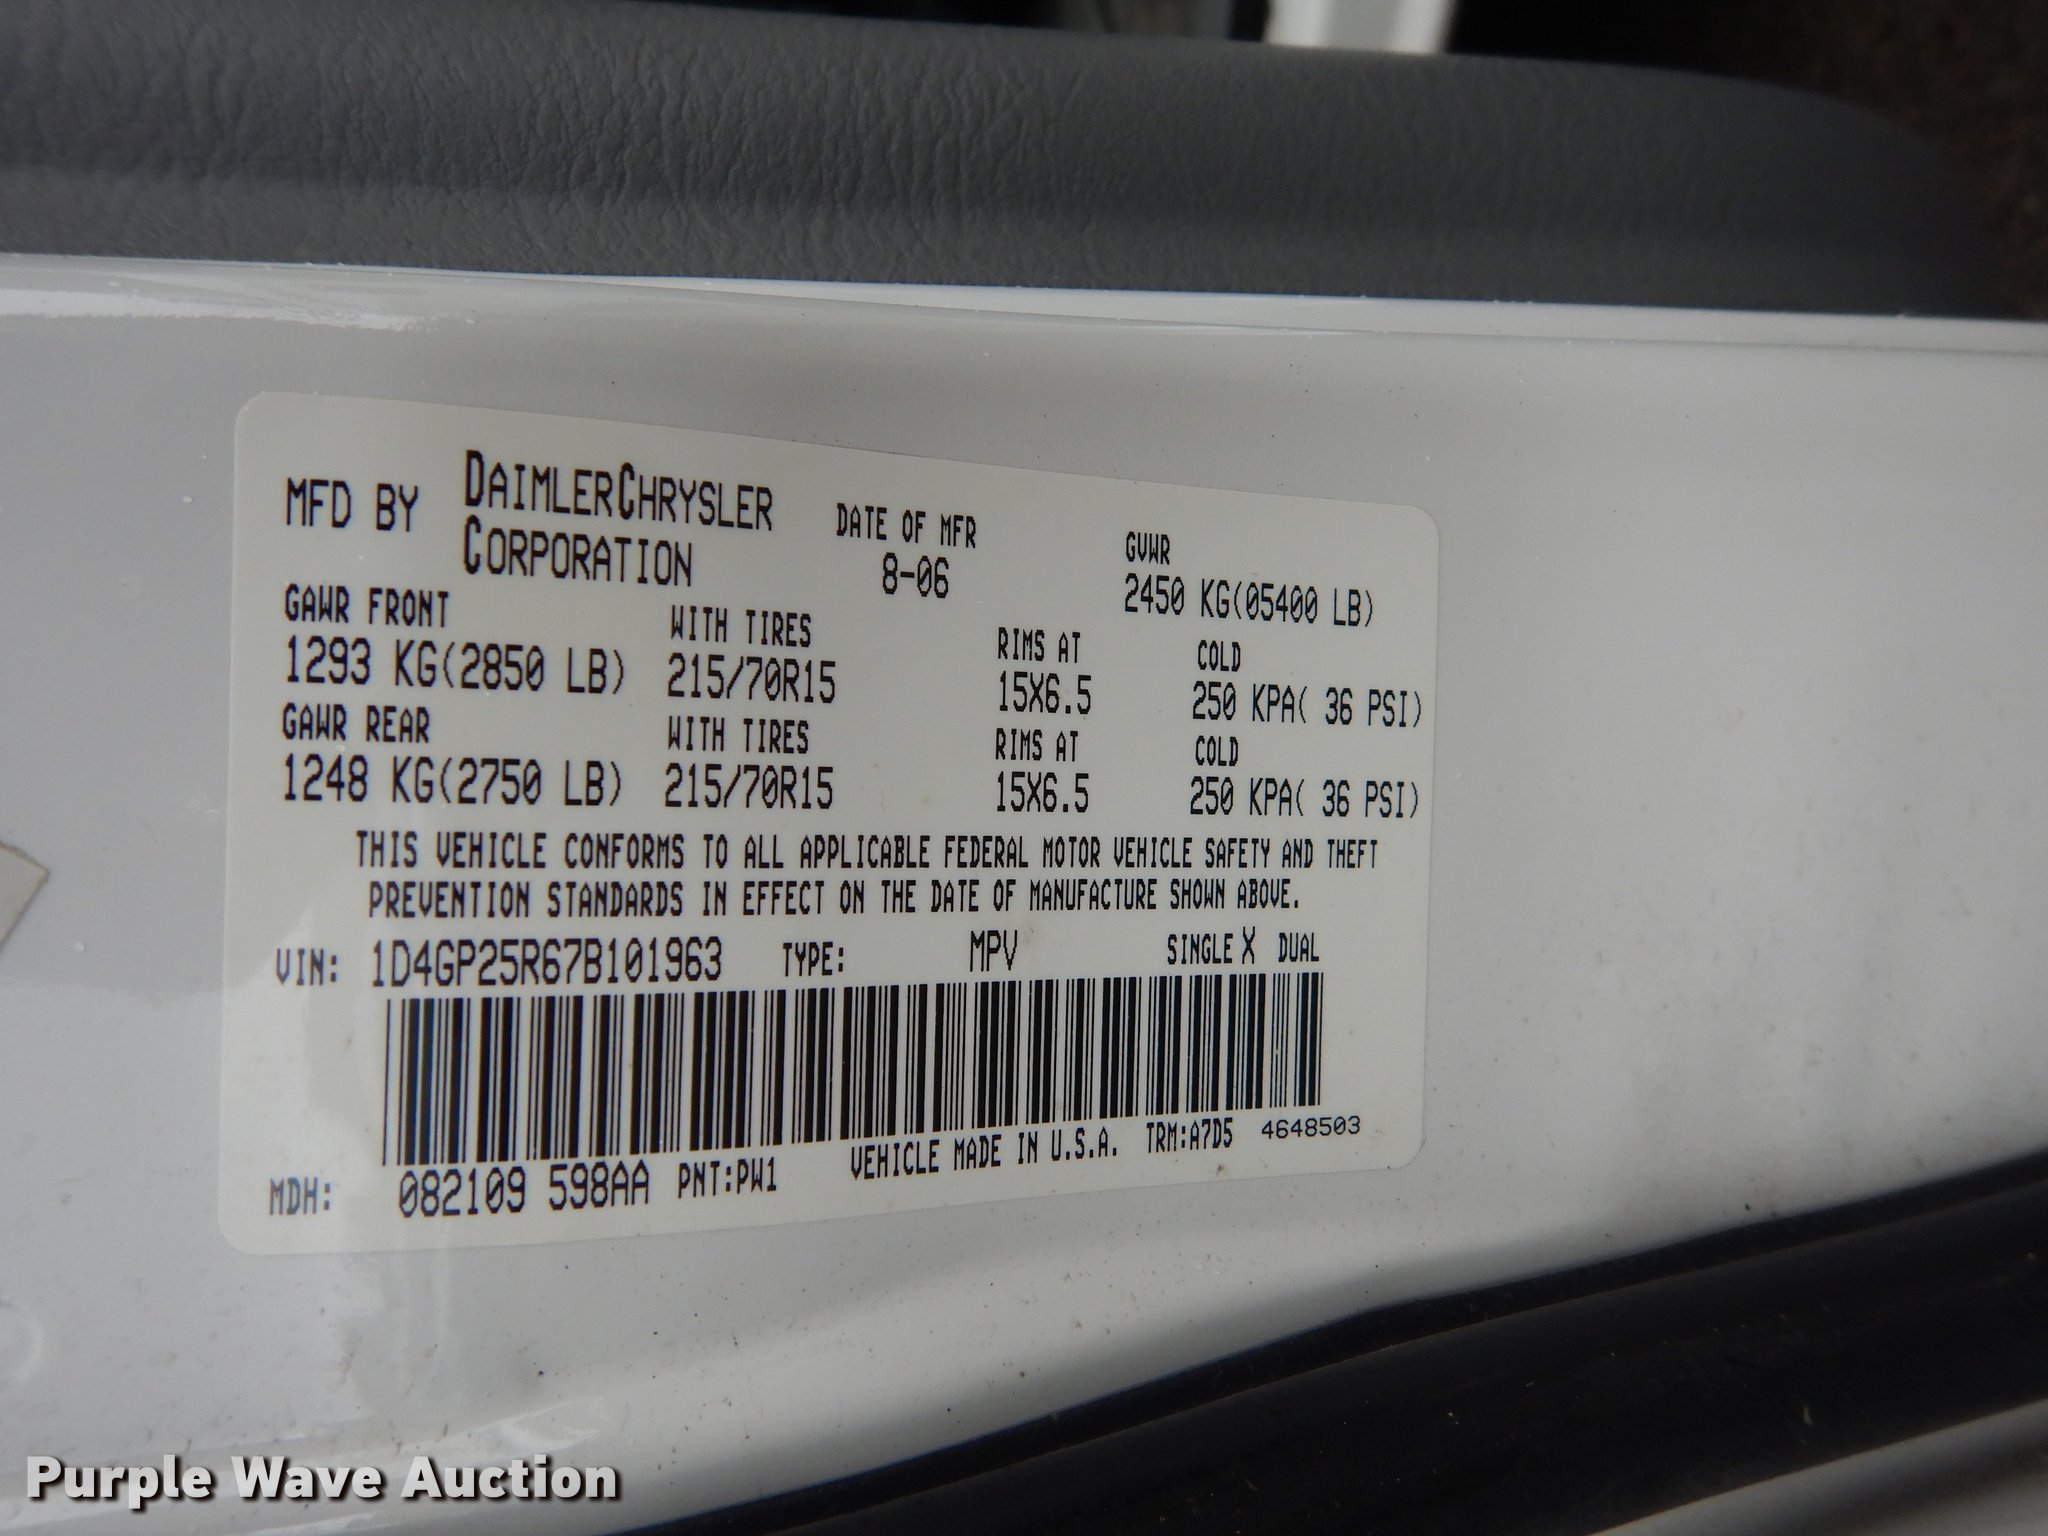 MFD BY DAIMLERCHRYSLER CORPORATION DATE OF MFR 8-06 GVWR 2450 KG(05400 LB)
GAWR FRONT WITH TIRES RIMS AT COLD
1293 KG(2850 LB) 215/70R15 15X6.5 250 KPA( 36 PSI)
GAWR REAR WITH TIRES RIMS AT COLD
1248 KG(2750 LB) 215/70R15 15X6.5 250 KPA( 36 PSI)
THIS VEHICLE CONFORMS TO ALL APPLICABLE FEDERAL MOTOR VEHICLE SAFETY AND THEFT
PREVENTION STANDARDS IN EFFECT ON THE DATE OF MANUFACTURE SHOWN ABOVE.
VIN: 1D4GP25R67B101963 TYPE: MPV SINGLE X DUAL
MDH: 082109 598AA PNT:PW1 VEHICLE MADE IN U.S.A. TRM:A7D5 4648503
Purple Wave Auction